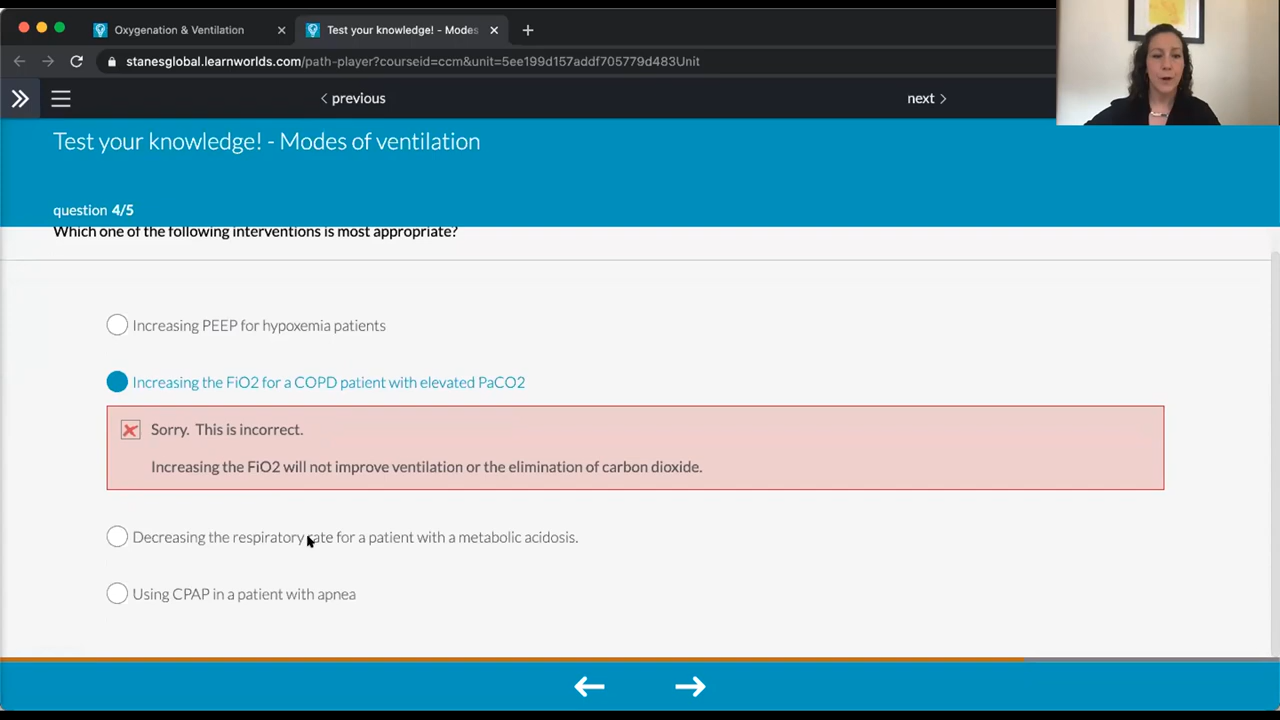 Oxygenation & Ventilation
Test your knowledge! - Modes
stanesglobal.learnworlds.com/path-player?courseid=ccm&unit=5ee199d157addf705779d483Unit
previous
next
Test your knowledge! - Modes of ventilation
question 4/5
Which one of the following interventions is most appropriate?
Increasing PEEP for hypoxemia patients
Increasing the FiO2 for a COPD patient with elevated PaCO2
Sorry. This is incorrect.
Increasing the FiO2 will not improve ventilation or the elimination of carbon dioxide.
Decreasing the respiratory rate for a patient with a metabolic acidosis.
Using CPAP in a patient with apnea